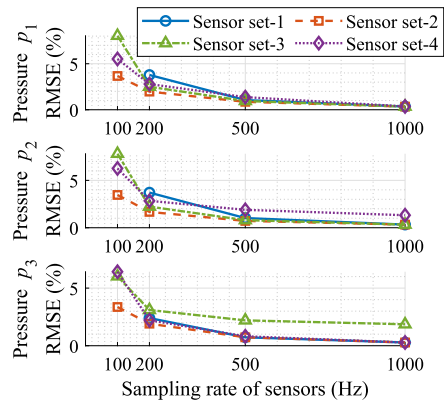 Sensor set-1 Sensor set-2
Sensor set-3 Sensor set-4
Pressure p1
RMSE (%)
5
0
100 200 500 1000
Pressure p2
RMSE (%)
5
0
100 200 500 1000
Pressure p3
RMSE (%)
5
0
100 200 500 1000
Sampling rate of sensors (Hz)